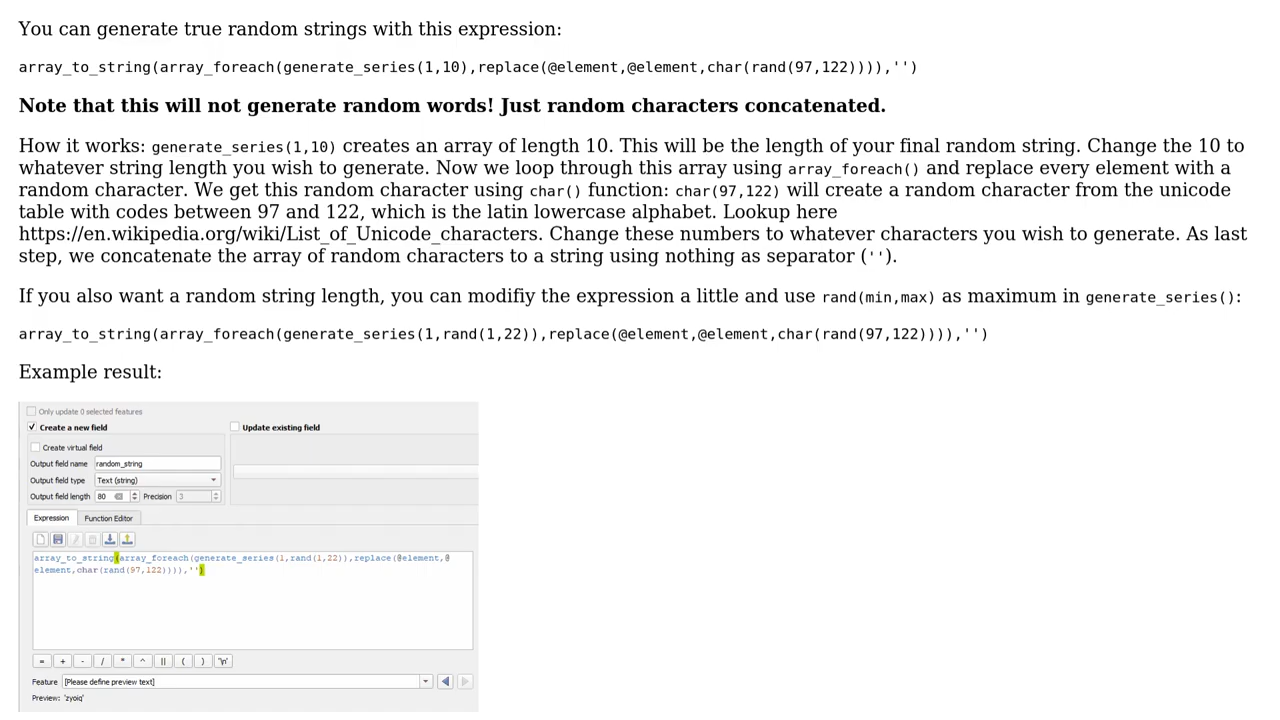 You can generate true random strings with this expression:
array_to_string(array_foreach(generate_series(1,10),replace(@element,@element,char(rand(97,122)))),'')
Note that this will not generate random words! Just random characters concatenated.
How it works: generate_series(1,10) creates an array of length 10. This will be the length of your final random string. Change the 10 to
whatever string length you wish to generate. Now we loop through this array using array_foreach() and replace every element with a
random character. We get this random character using char() function: char(97,122) will create a random character from the unicode
table with codes between 97 and 122, which is the latin lowercase alphabet. Lookup here
https://en.wikipedia.org/wiki/List_of_Unicode_characters. Change these numbers to whatever characters you wish to generate. As last
step, we concatenate the array of random characters to a string using nothing as separator ('').
If you also want a random string length, you can modifiy the expression a little and use rand(min,max) as maximum in generate_series():
array_to_string(array_foreach(generate_series(1,rand(1,22)),replace(@element,@element,char(rand(97,122)))),'')
Example result:
Only update 0 selected features
Create a new field
Update existing field
Create virtual field
Output field name random_string
Output field type Text (string)
Output field length 80 Precision 3
Expression Function Editor
array_to_string(array_foreach(generate_series(1,rand(1,22)),replace(@element,@
element,char(rand(97,122)))),'')
= + - / * ^ || ( ) '\n'
Feature [Please define preview text]
Preview: 'zyoiq'